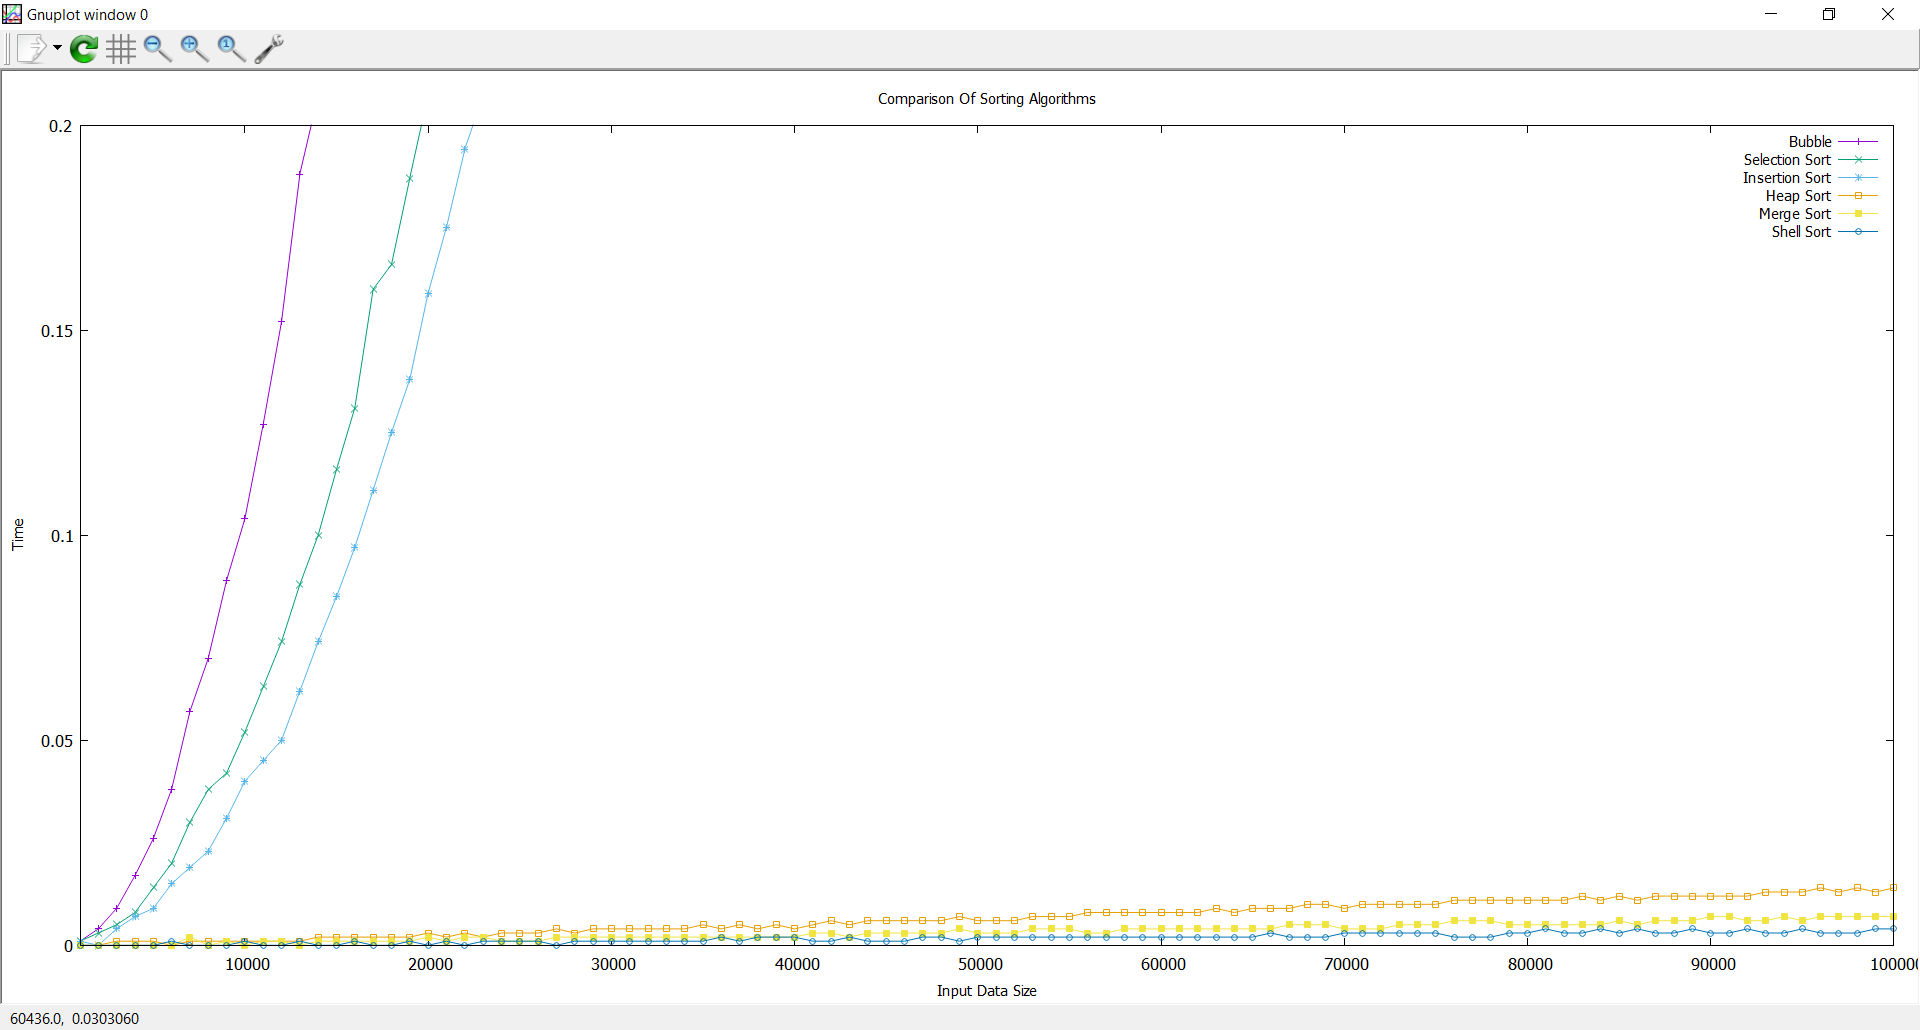 Gnuplot window 0
1
Comparison Of Sorting Algorithms
0.2
0.15
0.1
0.05
0
Time
Bubble
Selection Sort
Insertion Sort
Heap Sort
Merge Sort
Shell Sort
10000 20000 30000 40000 50000 60000 70000 80000 90000 100000
Input Data Size
60436.0, 0.0303060